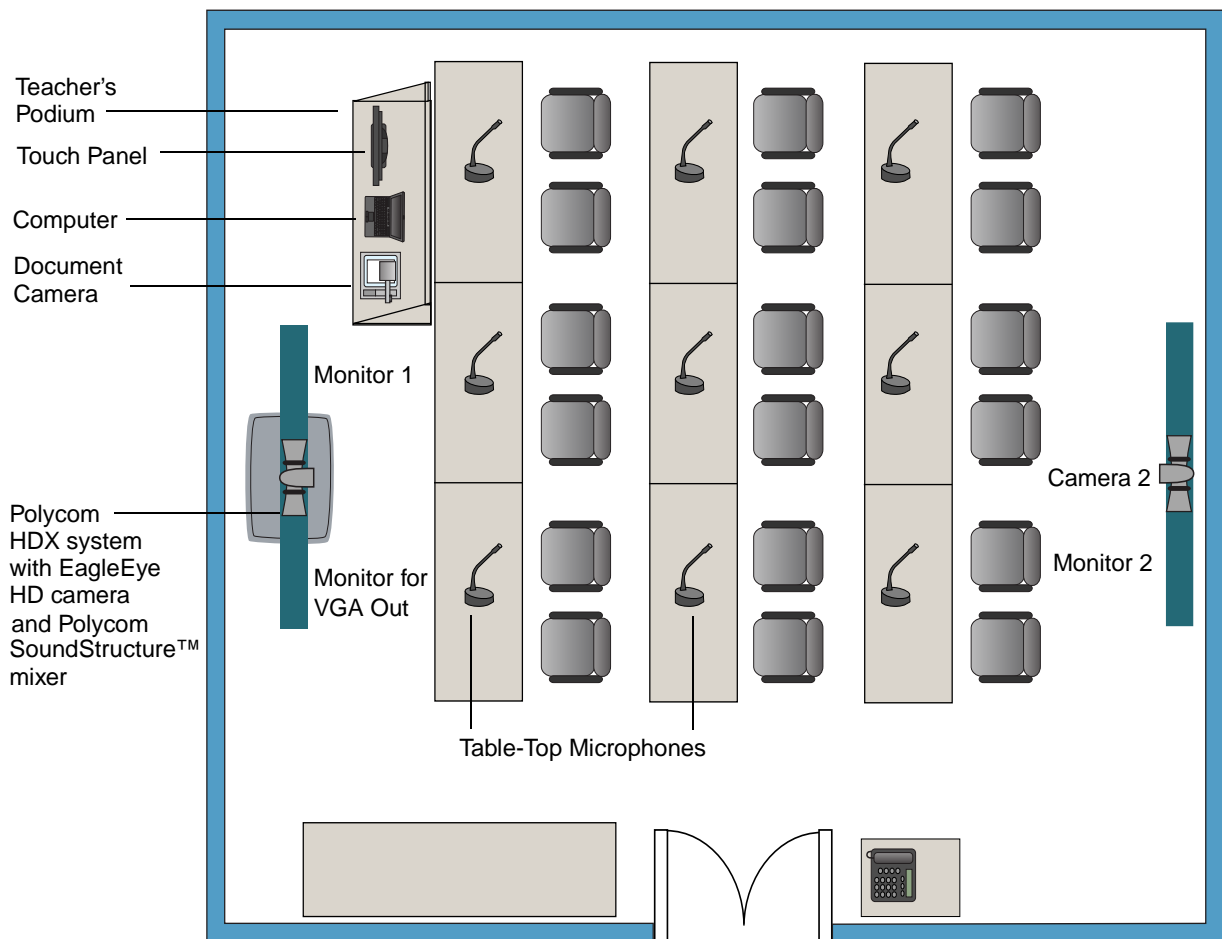 Teacher’s
Podium
Touch Panel
Computer
Document
Camera
Monitor 1
Camera 2
Polycom
HDX system
with EagleEye
HD camera
and Polycom
SoundStructure™
mixer
Monitor for
VGA Out
Monitor 2
Table-Top Microphones